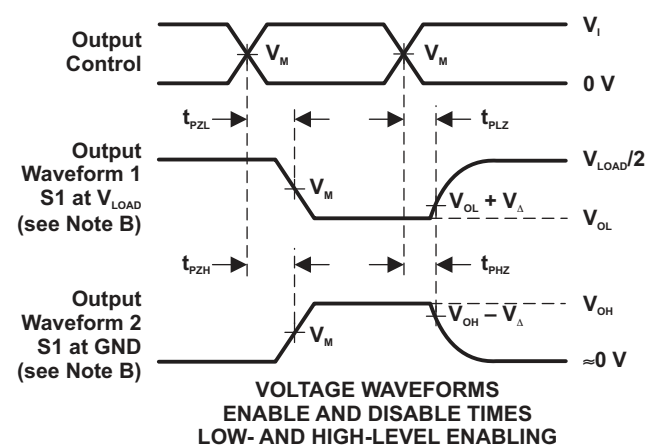 Output
Control
V_M
V_M
V_I
0 V
t_PZL
t_PLZ
Output
Waveform 1
S1 at V_LOAD
(see Note B)
V_M
V_OL + V_Δ
V_LOAD/2
V_OL
t_PZH
t_PHZ
Output
Waveform 2
S1 at GND
(see Note B)
V_M
V_OH – V_Δ
V_OH
≈0 V
VOLTAGE WAVEFORMS
ENABLE AND DISABLE TIMES
LOW- AND HIGH-LEVEL ENABLING